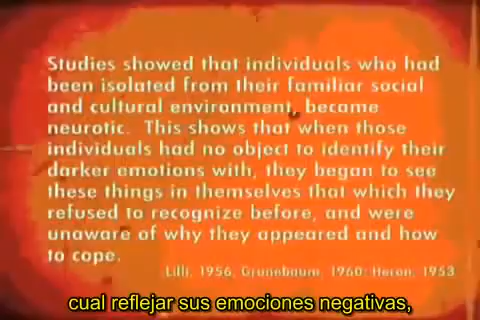 Studies showed that individuals who had
been isolated from their familiar social
and cultural environment, became
neurotic. This shows that when those
individuals had no object to identify their
darker emotions with, they began to see
these things in themselves that which they
refused to recognize before, and were
unaware of why they appeared and how
to cope.
Lilli, 1956; Grunebaum, 1960; Heron, 1953
cual reflejar sus emociones negativas,